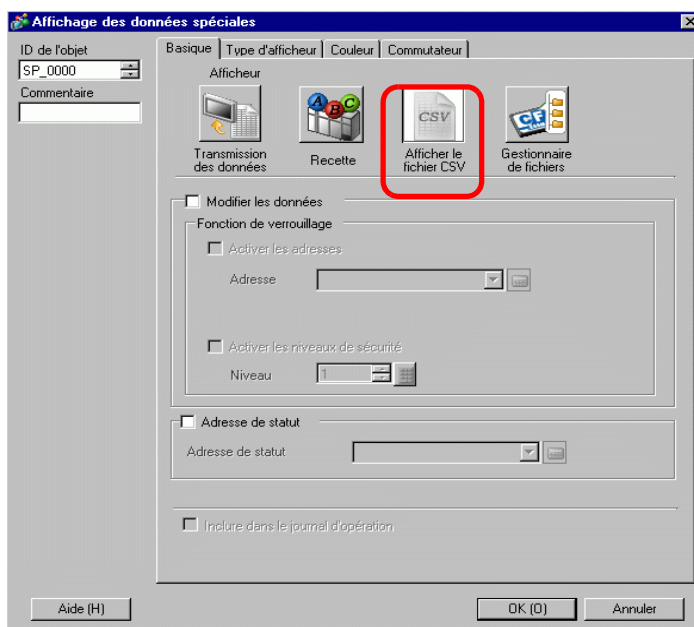 Affichage des données spéciales
ID de l'objet
SP_0000
Commentaire
Basique
Type d'afficheur
Couleur
Commutateur
Afficheur
A B C
CSV
CF
Transmission
des données
Recette
Afficher le
fichier CSV
Gestionnaire
de fichiers
Modifier les données
Fonction de verrouillage
Activer les adresses
Adresse
Activer les niveaux de sécurité
Niveau
1
Adresse de statut
Adresse de statut
Inclure dans le journal d'opération
Aide (H)
OK (O)
Annuler